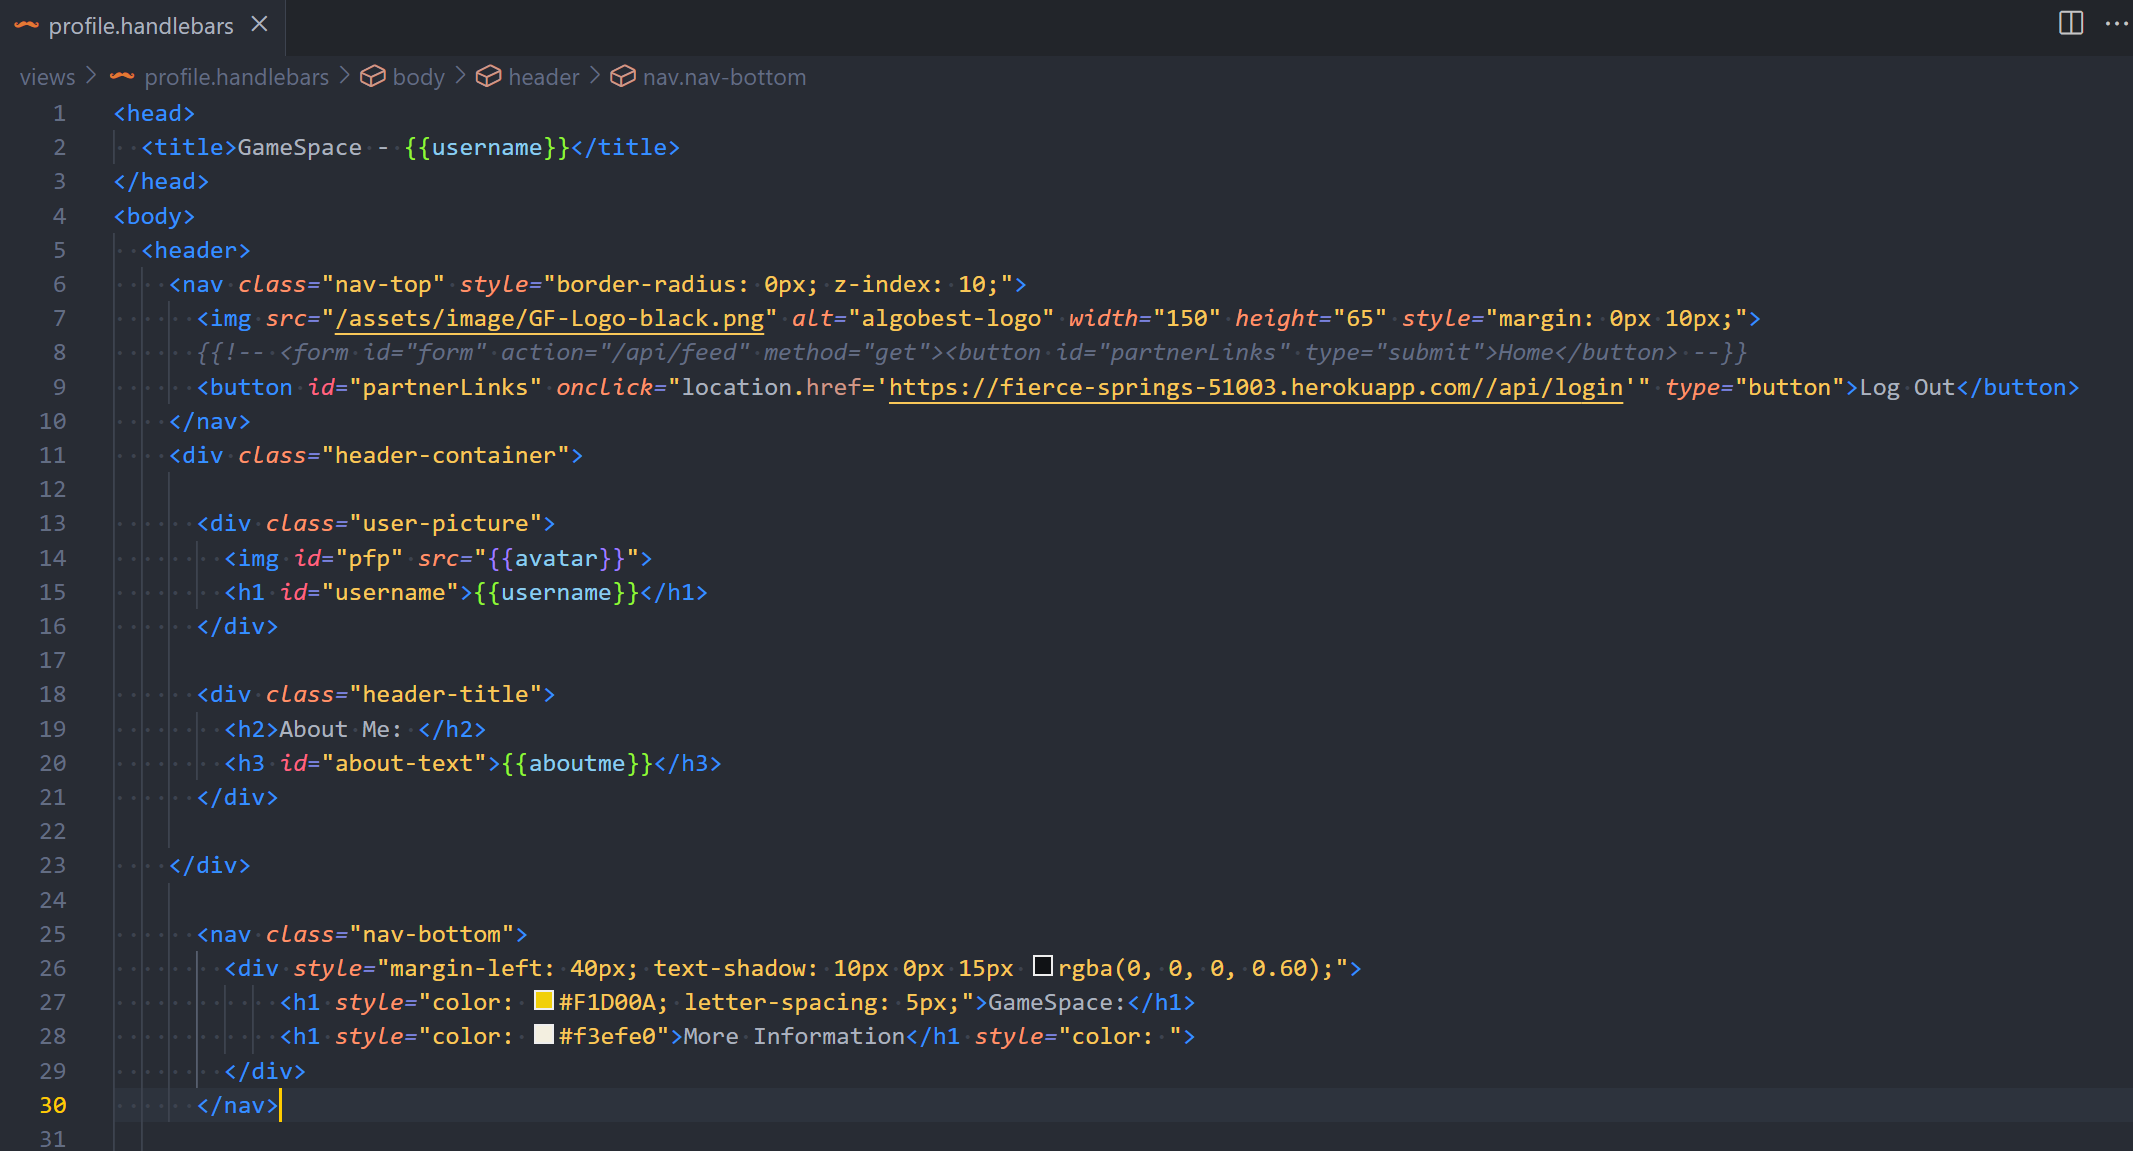 profile.handlebars
views > profile.handlebars > body > header > nav.nav-bottom
1 <head>
2   <title>GameSpace - {{username}}</title>
3 </head>
4 <body>
5   <header>
6     <nav class="nav-top" style="border-radius: 0px; z-index: 10;">
7       <img src="/assets/image/GF-Logo-black.png" alt="algobest-logo" width="150" height="65" style="margin: 0px 10px;">
8       {{!-- <form id="form" action="/api/feed" method="get"><button id="partnerLinks" type="submit">Home</button> --}}
9       <button id="partnerLinks" onclick="location.href='https://fierce-springs-51003.herokuapp.com//api/login'" type="button">Log Out</button>
10     </nav>
11     <div class="header-container">
12
13       <div class="user-picture">
14         <img id="pfp" src="{{avatar}}">
15         <h1 id="username">{{username}}</h1>
16       </div>
17
18       <div class="header-title">
19         <h2>About Me: </h2>
20         <h3 id="about-text">{{aboutme}}</h3>
21       </div>
22
23     </div>
24
25       <nav class="nav-bottom">
26         <div style="margin-left: 40px; text-shadow: 10px 0px 15px rgba(0, 0, 0, 0.60);">
27             <h1 style="color: #F1D00A; letter-spacing: 5px;">GameSpace:</h1>
28             <h1 style="color: #f3efe0">More Information</h1 style="color: ">
29         </div>
30       </nav>
31